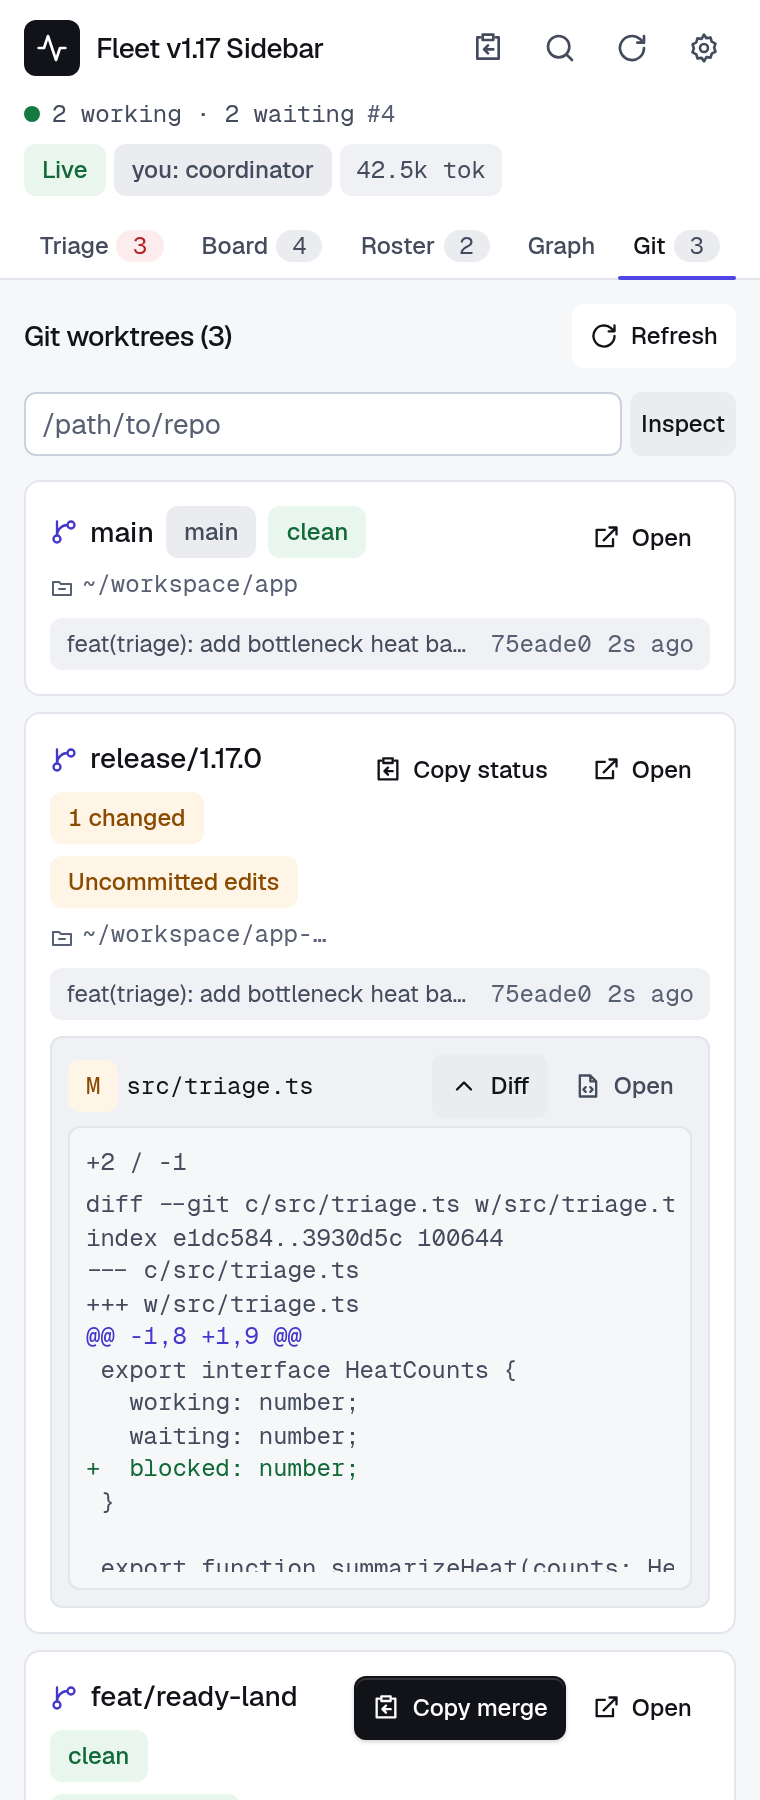 Fleet v1.17 Sidebar
2 working · 2 waiting #4
Live you: coordinator 42.5k tok
Triage 3 Board 4 Roster 2 Graph Git 3
Git worktrees (3) Refresh
/path/to/repo Inspect
main main clean Open
~/workspace/app
feat(triage): add bottleneck heat ba… 75eade0 2s ago
release/1.17.0 Copy status Open
1 changed
Uncommitted edits
~/workspace/app-…
feat(triage): add bottleneck heat ba… 75eade0 2s ago
M src/triage.ts Diff Open
+2 / -1
diff --git c/src/triage.ts w/src/triage.t
index e1dc584..3930d5c 100644
--- c/src/triage.ts
+++ w/src/triage.ts
@@ -1,8 +1,9 @@
export interface HeatCounts {
working: number;
waiting: number;
+ blocked: number;
}
export function summarizeHeat(counts: He
feat/ready-land Copy merge Open
clean